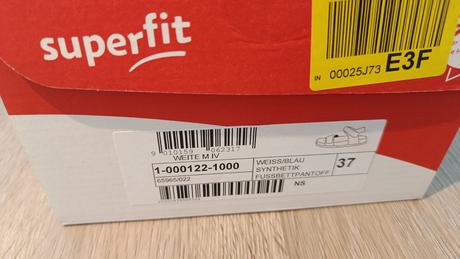 superfit
IN 00025J73 E3F
9 010159 062317
WEITE M IV
1-000122-1000
65965/022
WEISS/BLAU
SYNTHETIK
FUSSBETTPANTOFF
37
NS